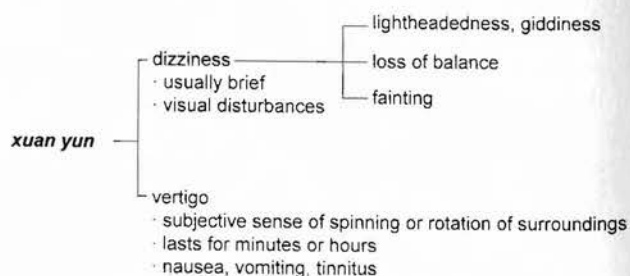 lightheadedness, giddiness
dizziness
loss of balance
· usually brief
· visual disturbances
fainting
xuan yun
vertigo
· subjective sense of spinning or rotation of surroundings
· lasts for minutes or hours
· nausea, vomiting, tinnitus